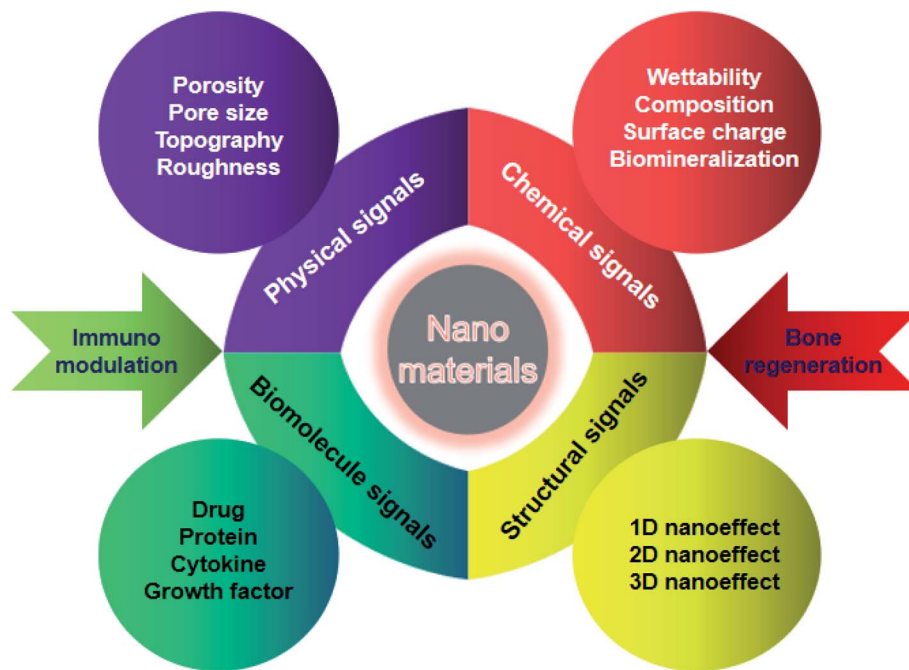 Porosity
Pore size
Topography
Roughness
Wettability
Composition
Surface charge
Biomineralization
Physical signals
Chemical signals
Immuno
modulation
Nano
materials
Bone
regeneration
Biomolecule signals
Structural signals
Drug
Protein
Cytokine
Growth factor
1D nanoeffect
2D nanoeffect
3D nanoeffect